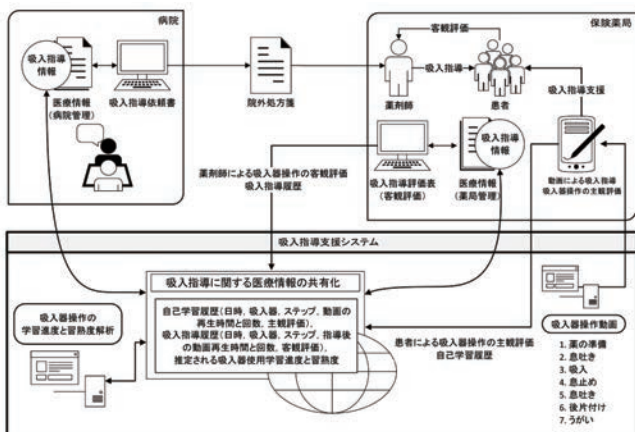 病院
吸入指導
情報
医療情報
(病院管理)
吸入指導依頼書
院外処方箋
保険薬局
客観評価
吸入指導
薬剤師
患者
吸入指導支援
吸入指導評価表
(客観評価)
医療情報
(薬局管理)
吸入指導
情報
動画による吸入指導
吸入器操作の主観評価
薬剤師による吸入器操作の客観評価
吸入指導履歴
吸入指導支援システム
吸入指導に関する医療情報の共有化
自己学習履歴(日時、吸入器、ステップ、動画の
再生時間と回数、主観評価)、
吸入指導履歴(日時、吸入器、ステップ、指導後
の動画再生時間と回数、客観評価)、
推定される吸入器使用学習進度と習熟度
吸入器操作の
学習進度と習熟度解析
患者による吸入器操作の主観評価
自己学習履歴
吸入器操作動画
1. 薬の準備
2. 息吐き
3. 吸入
4. 息止め
5. 息吐き
6. 後片付け
7. うがい